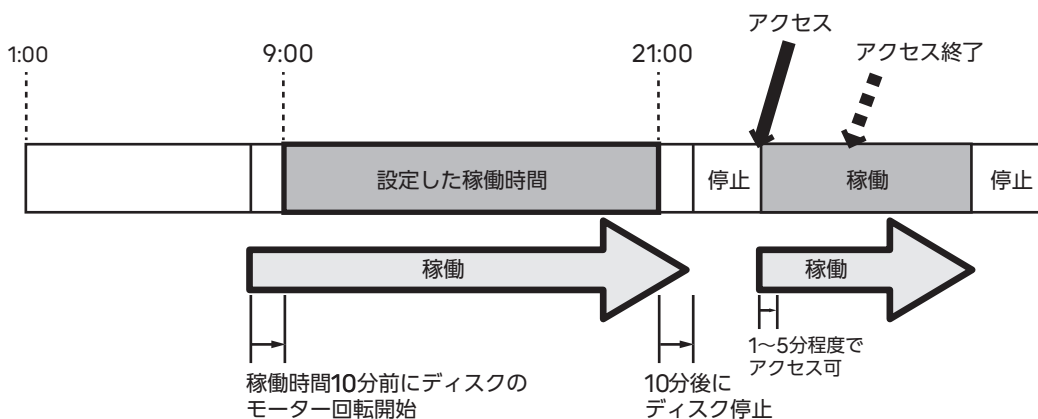 アクセス
1:00
9:00
21:00
アクセス終了
設定した稼働時間
停止
稼働
停止
稼働
稼働
1～5分程度で
アクセス可
稼働時間10分前にディスクの
モーター回転開始
10分後に
ディスク停止